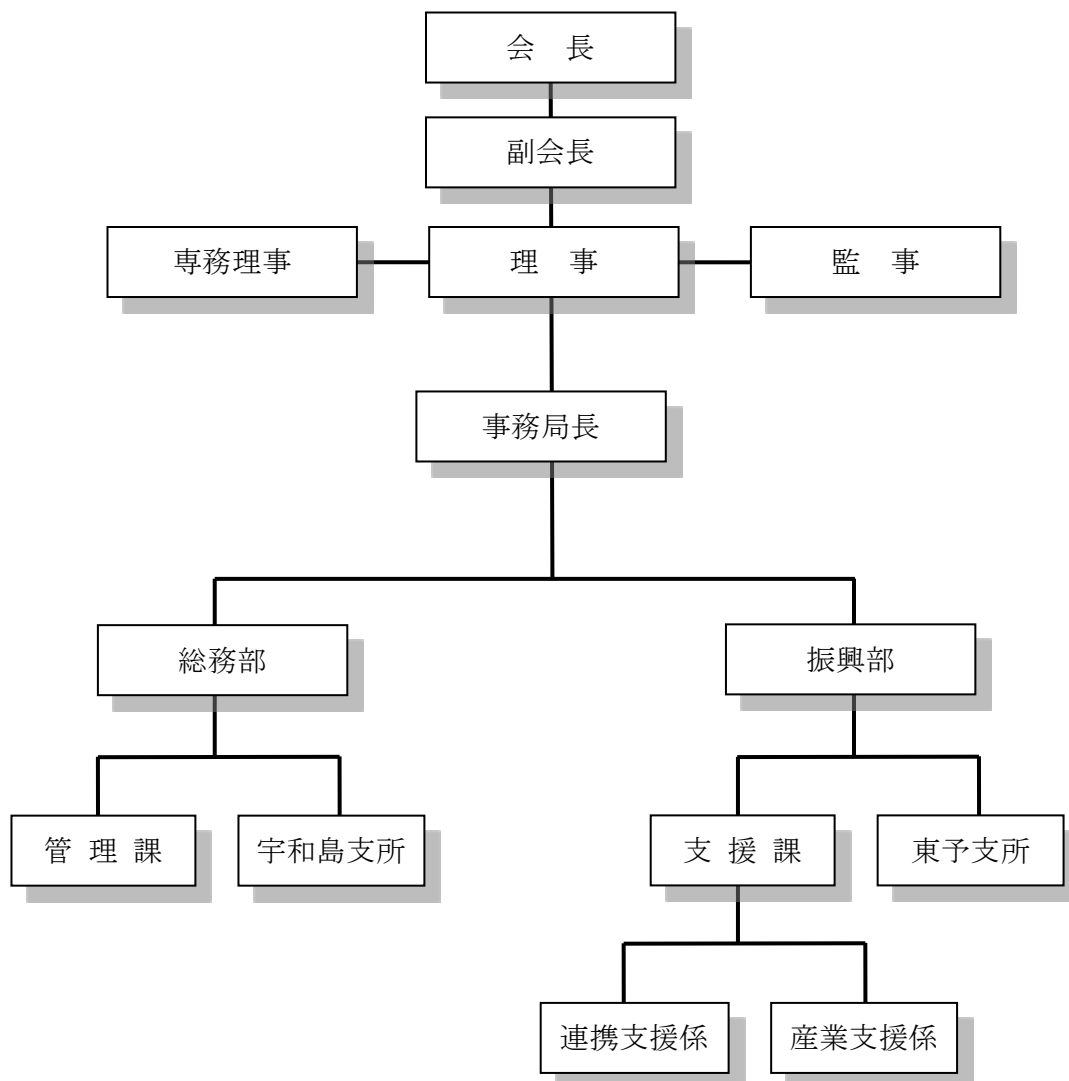 会　長
副会長
専務理事
理　事
監　事
事務局長
総務部
振興部
管 理 課
宇和島支所
支 援 課
東予支所
連携支援係
産業支援係